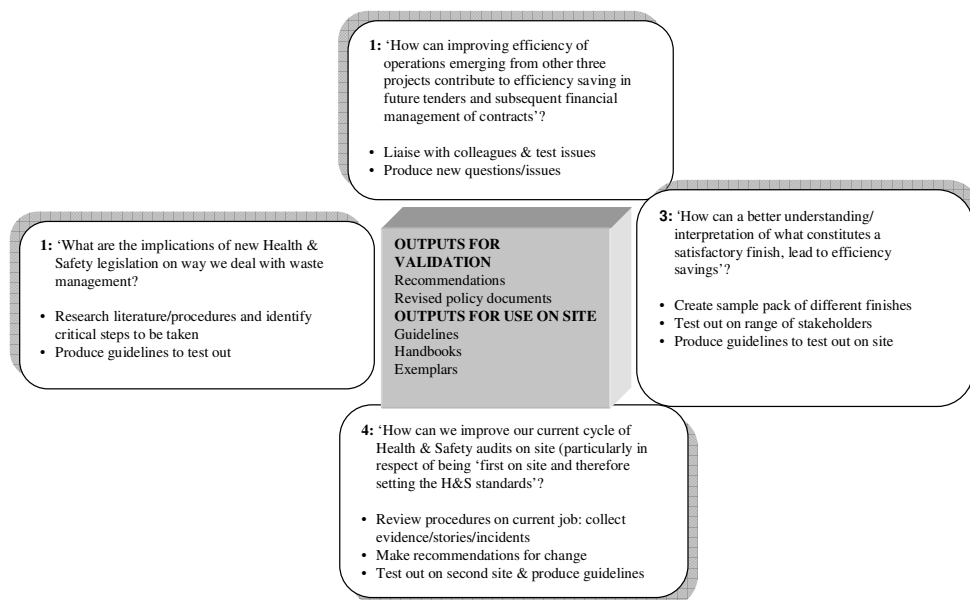 1: ‘How can improving efficiency of
operations emerging from other three
projects contribute to efficiency saving in
future tenders and subsequent financial
management of contracts’?
• Liaise with colleagues & test issues
• Produce new questions/issues
1: ‘What are the implications of new Health &
Safety legislation on way we deal with waste
management?
• Research literature/procedures and identify
critical steps to be taken
• Produce guidelines to test out
OUTPUTS FOR
VALIDATION
Recommendations
Revised policy documents
OUTPUTS FOR USE ON SITE
Guidelines
Handbooks
Exemplars
3: ‘How can a better understanding/
interpretation of what constitutes a
satisfactory finish, lead to efficiency
savings’?
• Create sample pack of different finishes
• Test out on range of stakeholders
• Produce guidelines to test out on site
4: ‘How can we improve our current cycle of
Health & Safety audits on site (particularly in
respect of being ‘first on site and therefore
setting the H&S standards’?
• Review procedures on current job: collect
evidence/stories/incidents
• Make recommendations for change
• Test out on second site & produce guidelines